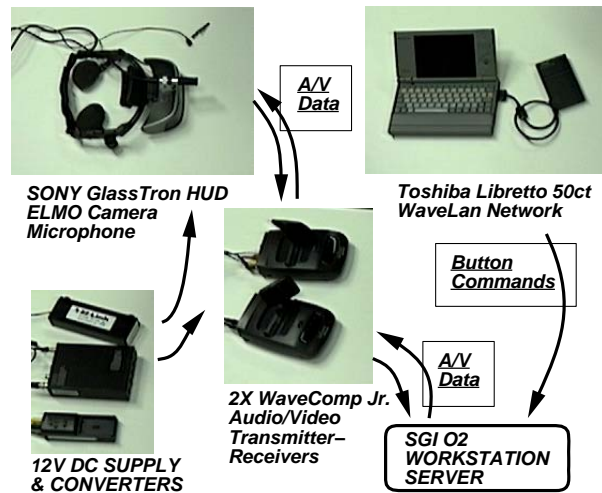 A/V
Data
SONY GlassTron HUD
ELMO Camera
Microphone
Toshiba Libretto 50ct
WaveLan Network
Button
Commands
A/V
Data
2X WaveComp Jr.
Audio/Video
Transmitter–
Receivers
12V DC SUPPLY
& CONVERTERS
SGI O2
WORKSTATION
SERVER